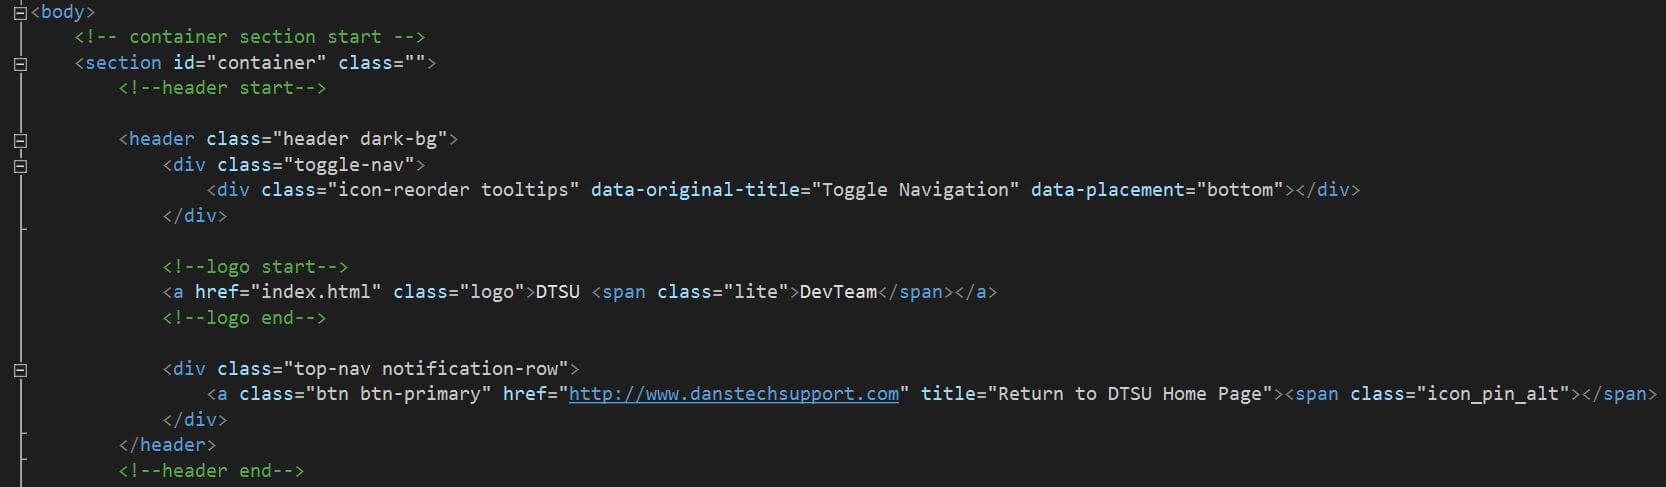 <body>
<!-- container section start -->
<section id="container" class="">
<!--header start-->
<header class="header dark-bg">
<div class="toggle-nav">
<div class="icon-reorder tooltips" data-original-title="Toggle Navigation" data-placement="bottom"></div>
</div>
<!--logo start-->
<a href="index.html" class="logo">DTSU <span class="lite">DevTeam</span></a>
<!--logo end-->
<div class="top-nav notification-row">
<a class="btn btn-primary" href="http://www.danstechsupport.com" title="Return to DTSU Home Page"><span class="icon_pin_alt"></span>
</div>
</header>
<!--header end-->